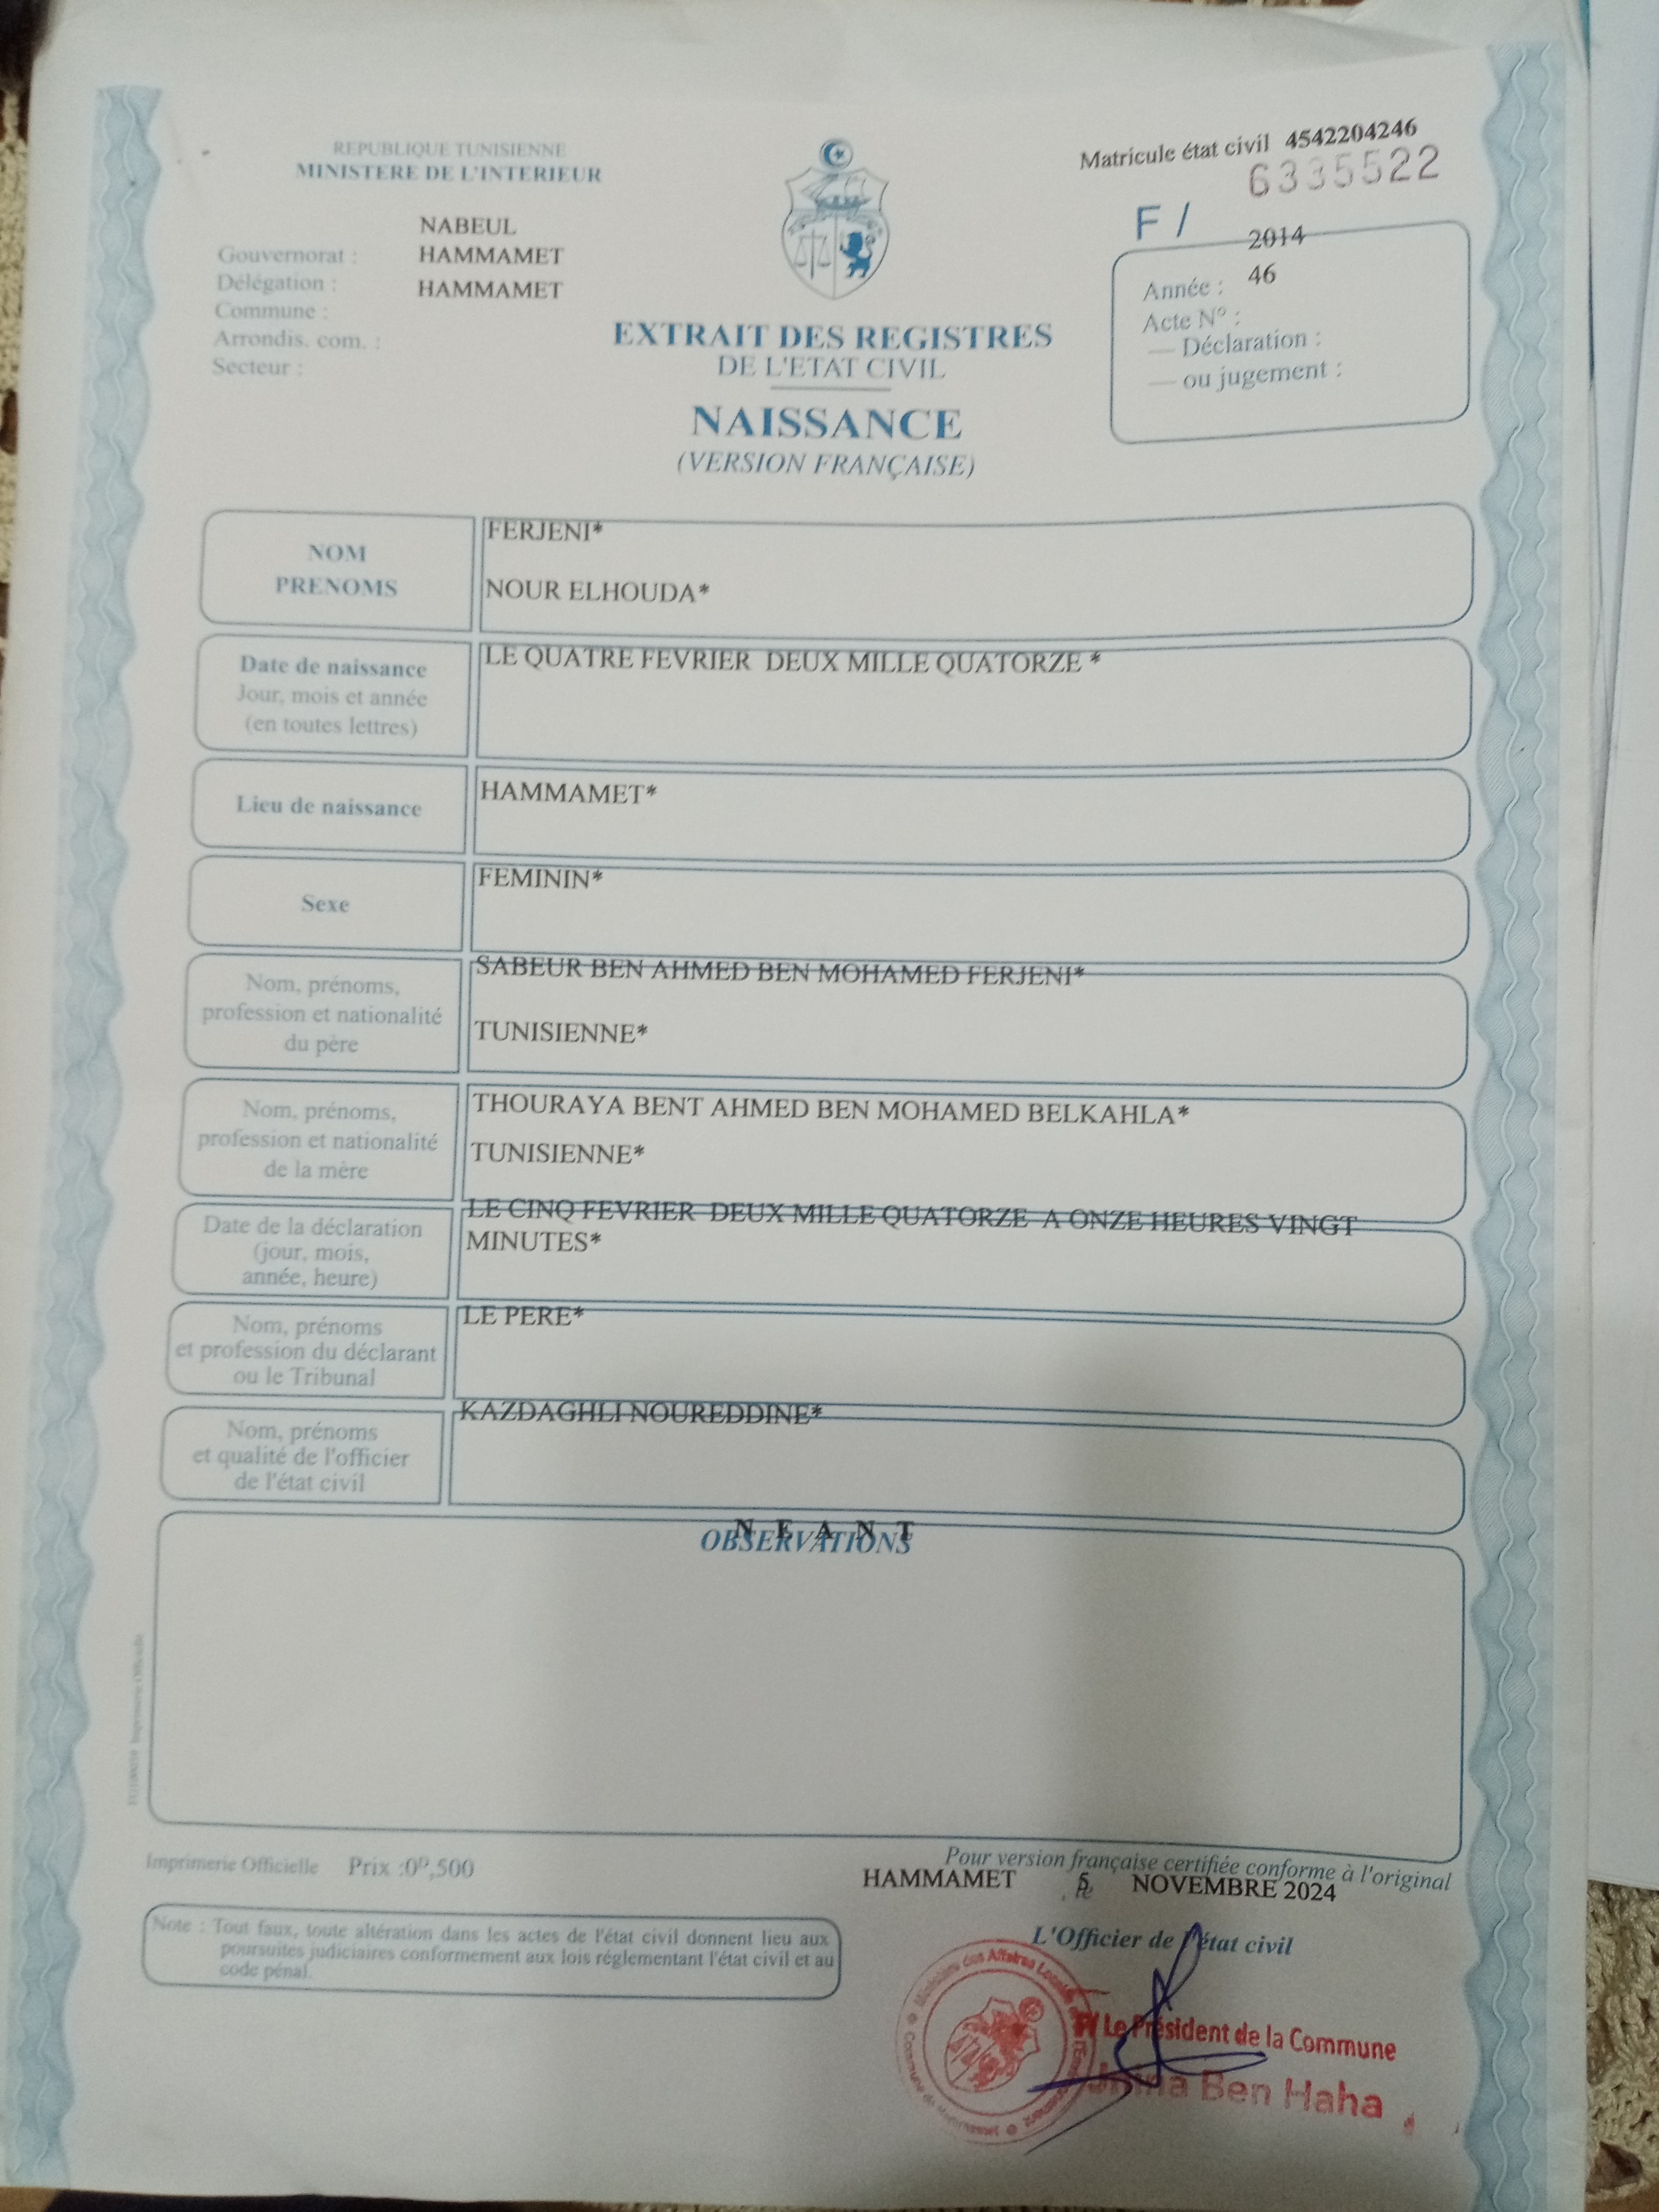 REPUBLIQUE TUNISIENNE
MINISTERE DE L'INTERIEUR
NABEUL
Gouvernorat : HAMMAMET
Délégation : HAMMAMET
Commune :
Arrondis. com. :
Secteur :
Matricule état civil 4542204246
6335522
F /
2014
Année : 46
Acte N° :
— Déclaration :
— ou jugement :
EXTRAIT DES REGISTRES
DE L'ETAT CIVIL
NAISSANCE
(VERSION FRANÇAISE)
NOM
PRENOMS
FERJENI*
NOUR ELHOUDA*
Date de naissance
Jour, mois et année
(en toutes lettres)
LE QUATRE FEVRIER DEUX MILLE QUATORZE *
Lieu de naissance
HAMMAMET*
Sexe
FEMININ*
Nom, prénoms,
profession et nationalité
du père
SABEUR BEN AHMED BEN MOHAMED FERJENI*
TUNISIENNE*
Nom, prénoms,
profession et nationalité
de la mère
THOURAYA BENT AHMED BEN MOHAMED BELKAHLA*
TUNISIENNE*
Date de la déclaration
(jour, mois,
année, heure)
LE CINQ FEVRIER DEUX MILLE QUATORZE A ONZE HEURES VINGT
MINUTES*
Nom, prénoms
et profession du déclarant
ou le Tribunal
LE PERE*
Nom, prénoms
et qualité de l'officier
de l'état civil
KAZDAGHLI NOUREDDINE*
N E A N T
OBSERVATIONS
Imprimerie Officielle Prix :0ᴰ,500
Pour version française certifiée conforme à l'original
HAMMAMET 5 NOVEMBRE 2024
Note : Tout faux, toute altération dans les actes de l'état civil donnent lieu aux
poursuites judiciaires conformement aux lois réglementant l'état civil et au
code pénal.
L'Officier de l'état civil
Le Président de la Commune
Ben Haha